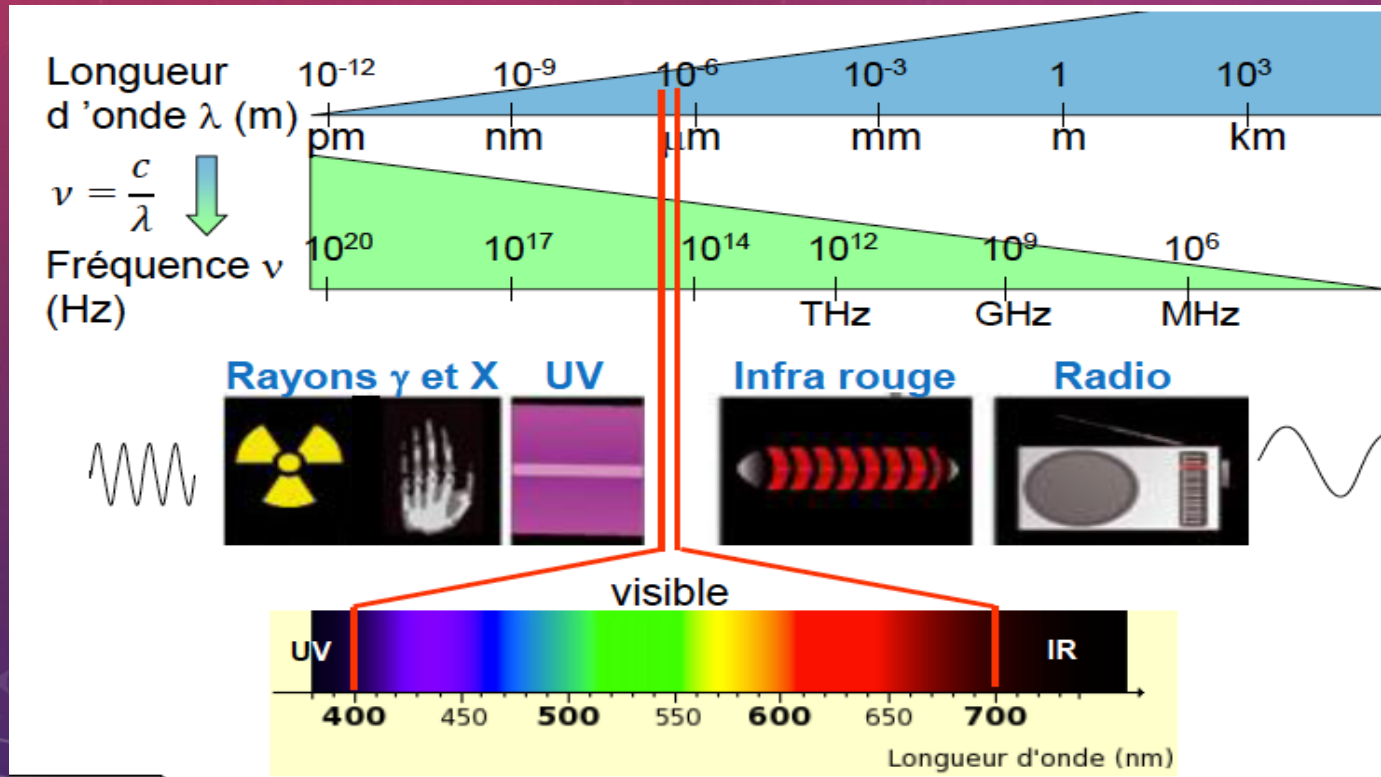 Longueur
d ’onde λ (m)
10⁻¹² 10⁻⁹ 10⁻⁶ 10⁻³ 1 10³
pm nm μm mm m km
ν = c/λ
Fréquence ν
(Hz)
10²⁰ 10¹⁷ 10¹⁴ 10¹² 10⁹ 10⁶
THz GHz MHz
Rayons γ et X UV Infra rouge Radio
visible
UV IR
400 450 500 550 600 650 700
Longueur d'onde (nm)